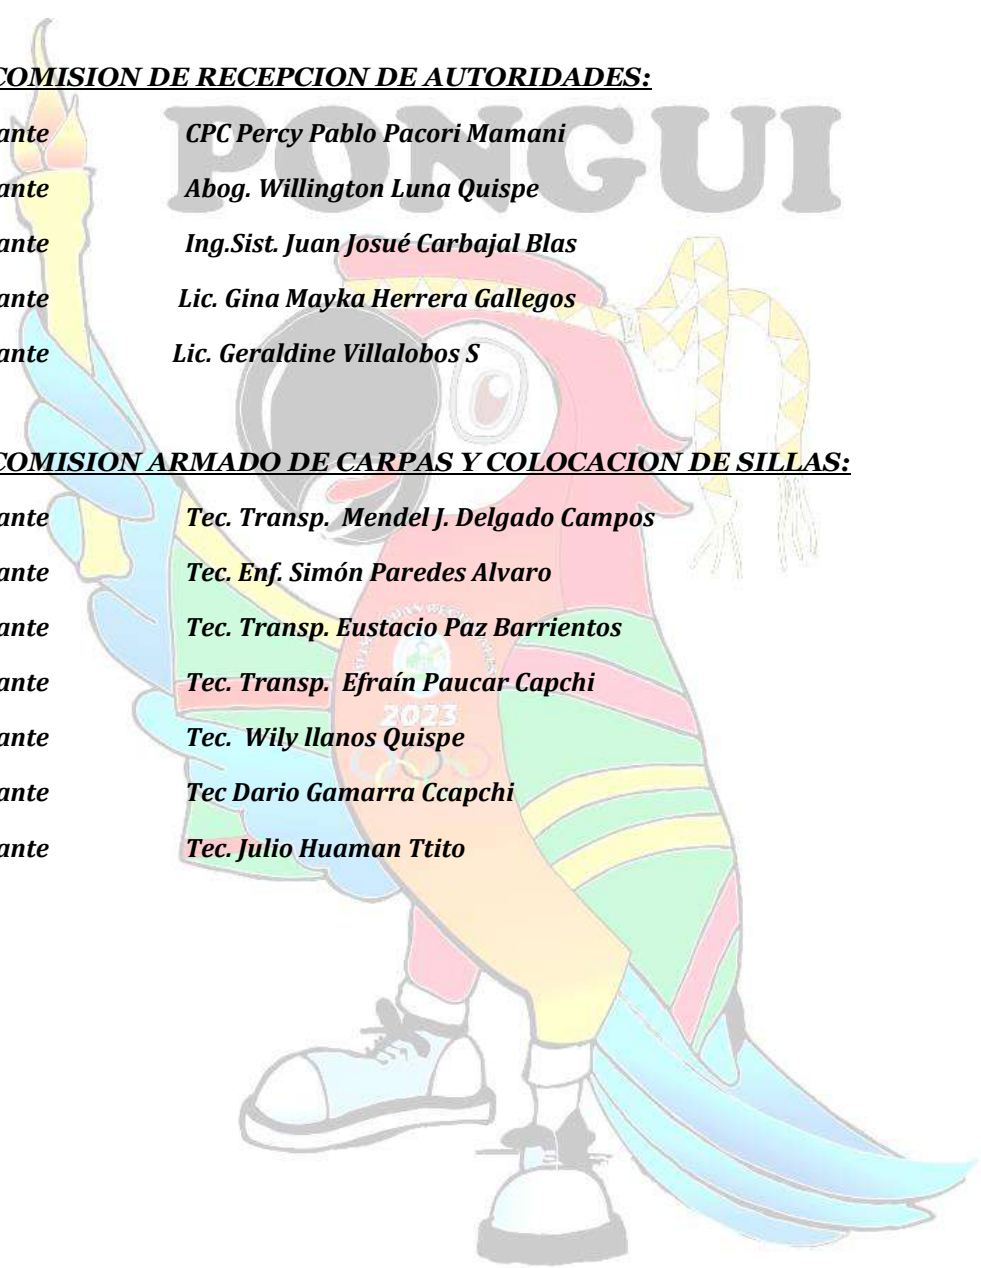 COMISION DE RECEPCION DE AUTORIDADES:
PONGUI
ante CPC Percy Pablo Pacori Mamani
ante Abog. Willington Luna Quispe
ante Ing.Sist. Juan Josué Carbajal Blas
ante Lic. Gina Mayka Herrera Gallegos
ante Lic. Geraldine Villalobos S
COMISION ARMADO DE CARPAS Y COLOCACION DE SILLAS:
ante Tec. Transp. Mendel J. Delgado Campos
ante Tec. Enf. Simón Paredes Alvaro
ante Tec. Transp. Eustacio Paz Barrientos
ante Tec. Transp. Efraín Paucar Capchi
2023
ante Tec. Wily llanos Quispe
ante Tec Dario Gamarra Ccapchi
ante Tec. Julio Huaman Ttito